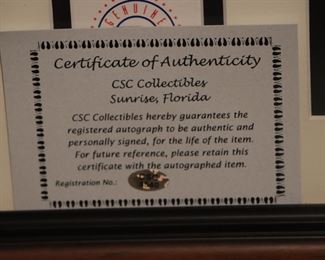 GENUINE
Certificate of Authenticity
CSC Collectibles
Sunrise, Florida
CSC Collectibles hereby guarantees the
registered autograph to be authentic and
personally signed, for the life of the item.
For future reference, please retain this
certificate with the autographed item.
Registration No.: